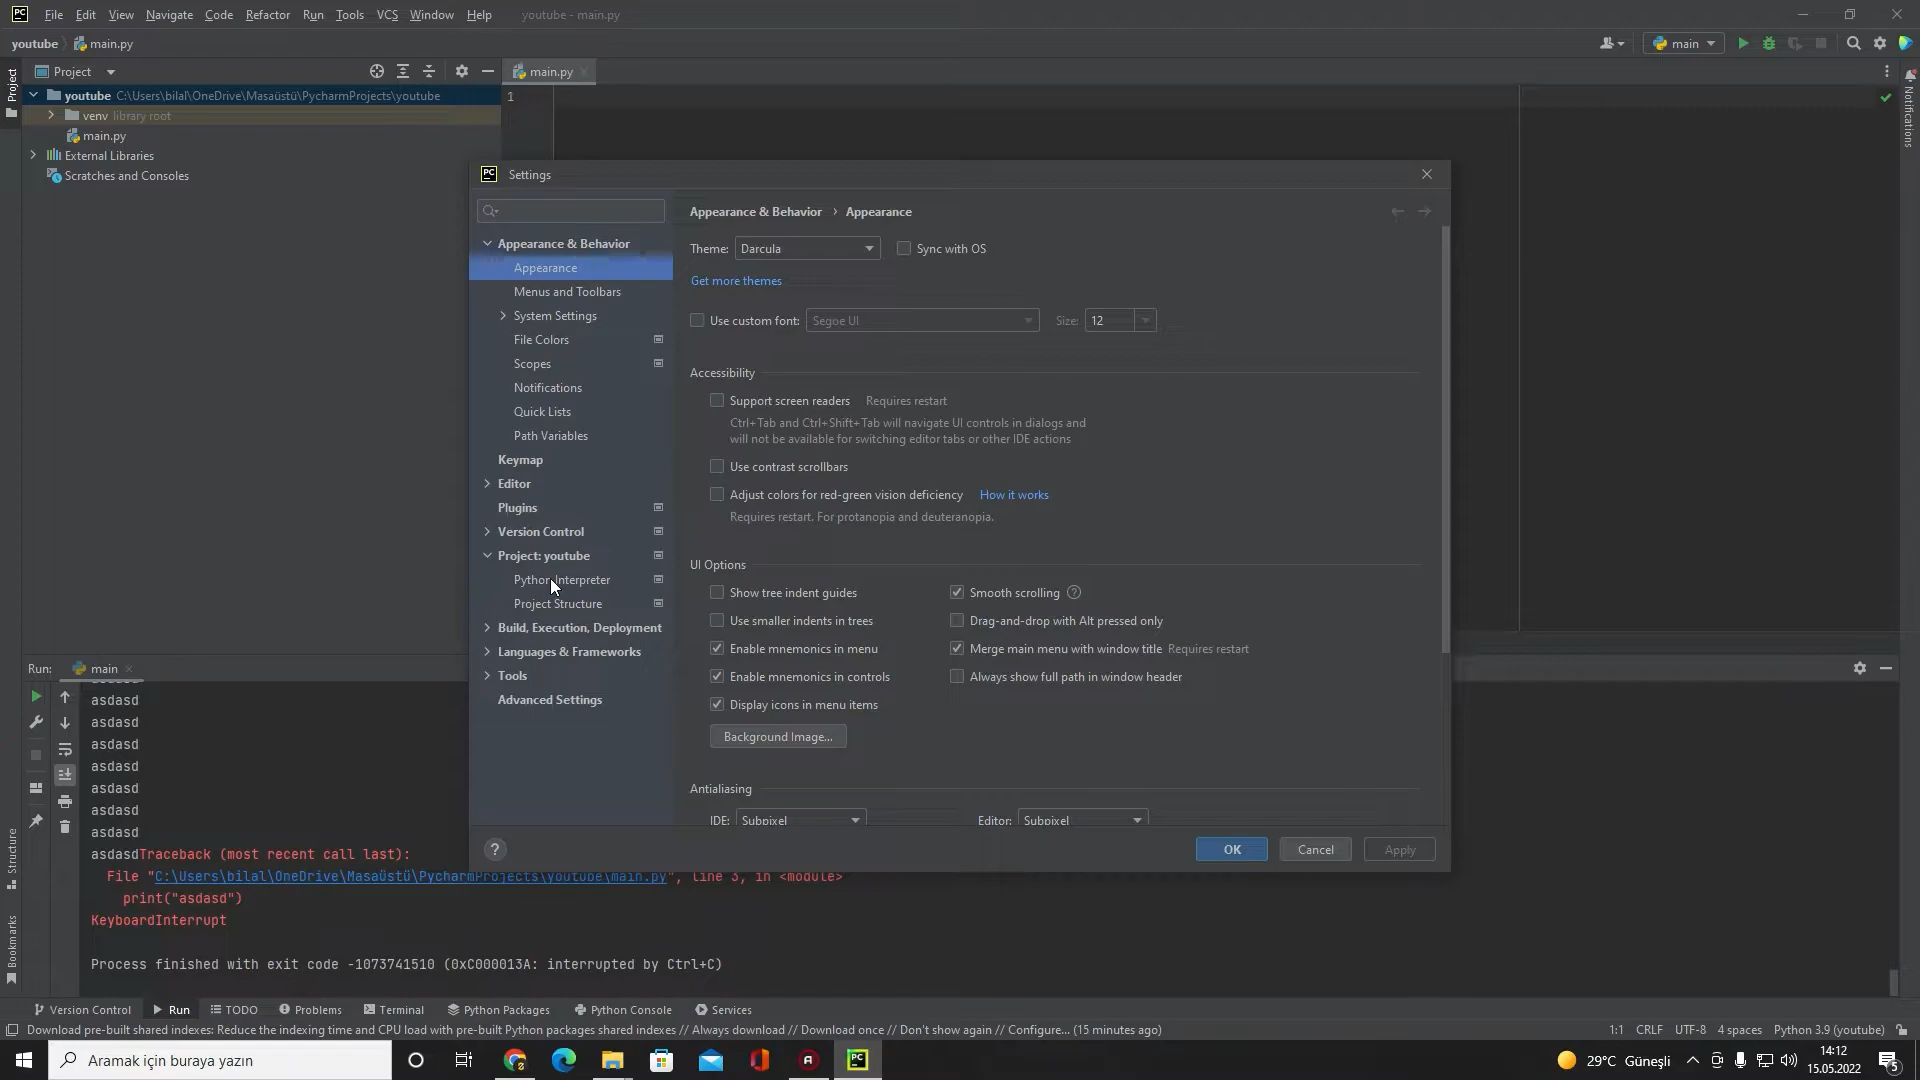 PC File Edit View Navigate Code Refactor Run Tools VCS Window Help youtube - main.py
youtube main.py main
Project main.py
youtube C:\Users\bilal\OneDrive\Masaüstü\PycharmProjects\youtube 1
venv library root
main.py
External Libraries
Scratches and Consoles
Project
Notifications
Structure
Bookmarks
PC Settings
Appearance & Behavior
Appearance
Menus and Toolbars
System Settings
File Colors
Scopes
Notifications
Quick Lists
Path Variables
Keymap
Editor
Plugins
Version Control
Project: youtube
Python Interpreter
Project Structure
Build, Execution, Deployment
Languages & Frameworks
Tools
Advanced Settings
Appearance & Behavior › Appearance
Theme: Darcula Sync with OS
Get more themes
Use custom font: Segoe UI Size: 12
Accessibility
Support screen readers Requires restart
Ctrl+Tab and Ctrl+Shift+Tab will navigate UI controls in dialogs and
will not be available for switching editor tabs or other IDE actions
Use contrast scrollbars
Adjust colors for red-green vision deficiency How it works
Requires restart. For protanopia and deuteranopia.
UI Options
Show tree indent guides Smooth scrolling ?
Use smaller indents in trees Drag-and-drop with Alt pressed only
Enable mnemonics in menu Merge main menu with window title Requires restart
Enable mnemonics in controls Always show full path in window header
Display icons in menu items
Background Image...
Antialiasing
IDE: Subpixel Editor: Subpixel
? OK Cancel Apply
Run: main
asdasd
asdasd
asdasd
asdasd
asdasd
asdasd
asdasd
asdasdTraceback (most recent call last):
File "C:\Users\bilal\OneDrive\Masaüstü\PycharmProjects\youtube\main.py", line 3, in <module>
print("asdasd")
KeyboardInterrupt
Process finished with exit code -1073741510 (0xC000013A: interrupted by Ctrl+C)
Version Control Run TODO Problems Terminal Python Packages Python Console Services
Download pre-built shared indexes: Reduce the indexing time and CPU load with pre-built Python packages shared indexes // Always download // Download once // Don't show again // Configure... (15 minutes ago) 1:1 CRLF UTF-8 4 spaces Python 3.9 (youtube)
Aramak için buraya yazın PC 29°C Güneşli 14:12
15.05.2022 5